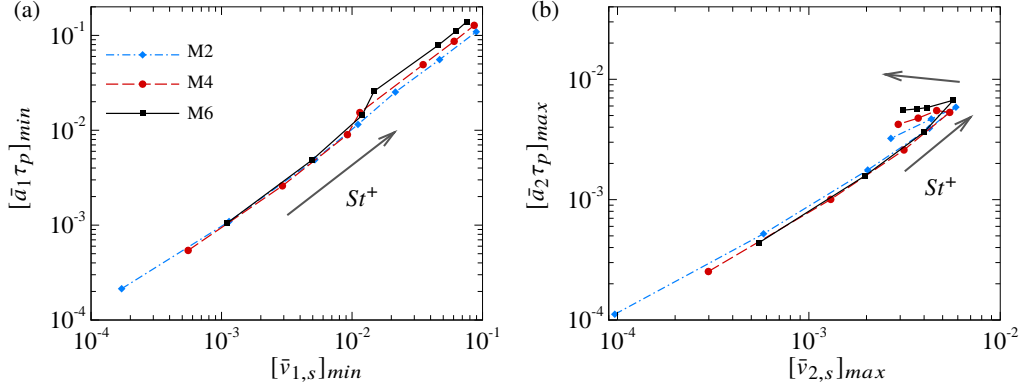 (a)
[ā₁τₚ]min
10⁻¹
10⁻²
10⁻³
10⁻⁴
M2
M4
M6
St⁺
10⁻⁴ 10⁻³ 10⁻² 10⁻¹
[v̄₁,ₛ]min
(b)
[ā₂τₚ]max
10⁻²
10⁻³
10⁻⁴
St⁺
10⁻⁴ 10⁻³ 10⁻²
[v̄₂,ₛ]max